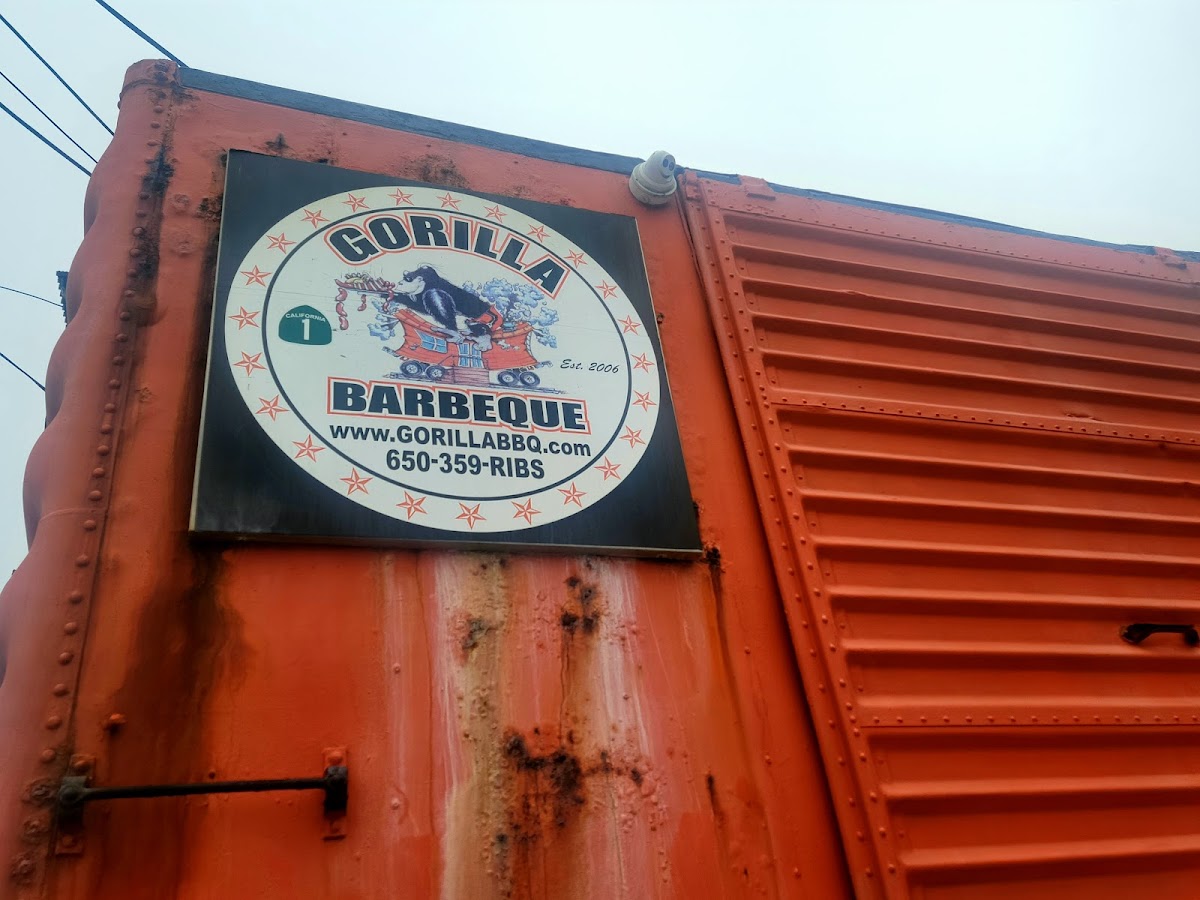 GORILLA
CALIFORNIA
1
Est. 2006
BARBEQUE
www.GORILLABBQ.com
650-359-RIBS